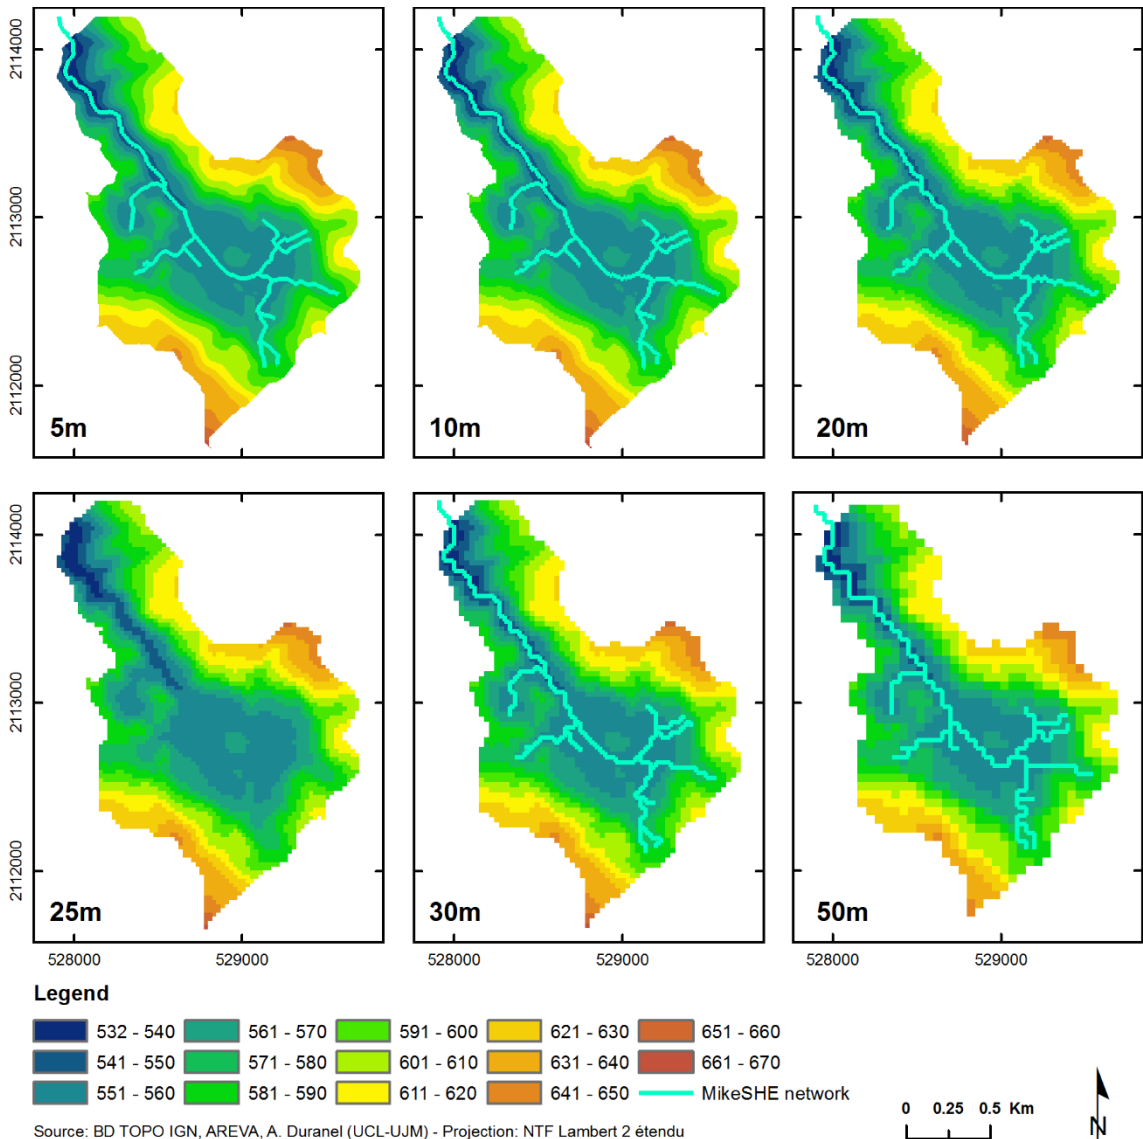 2114000
2113000
2112000
5m
10m
20m
2114000
2113000
2112000
25m
30m
50m
528000 529000 528000 529000 528000 529000
Legend
532 - 540 561 - 570 591 - 600 621 - 630 651 - 660
541 - 550 571 - 580 601 - 610 631 - 640 661 - 670
551 - 560 581 - 590 611 - 620 641 - 650 MikeSHE network
0 0.25 0.5 Km
N
Source: BD TOPO IGN, AREVA, A. Duranel (UCL-UJM) - Projection: NTF Lambert 2 étendu